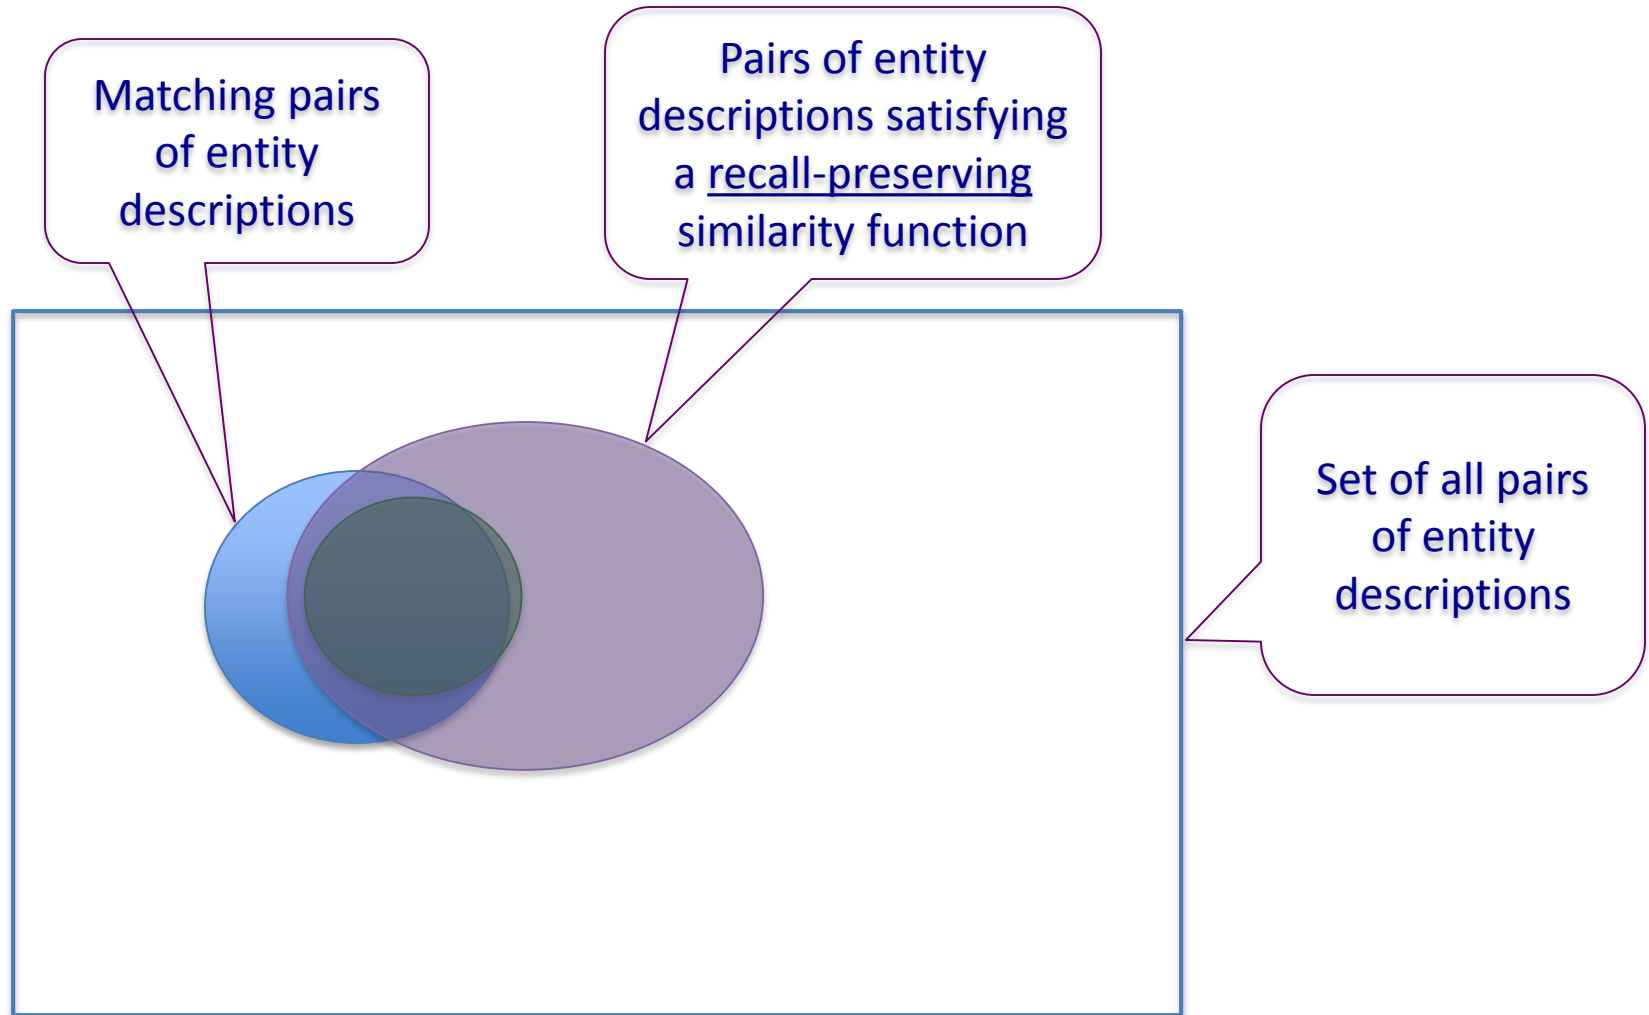 Matching pairs
of entity
descriptions
Pairs of entity
descriptions satisfying
a recall-preserving
similarity function
Set of all pairs
of entity
descriptions